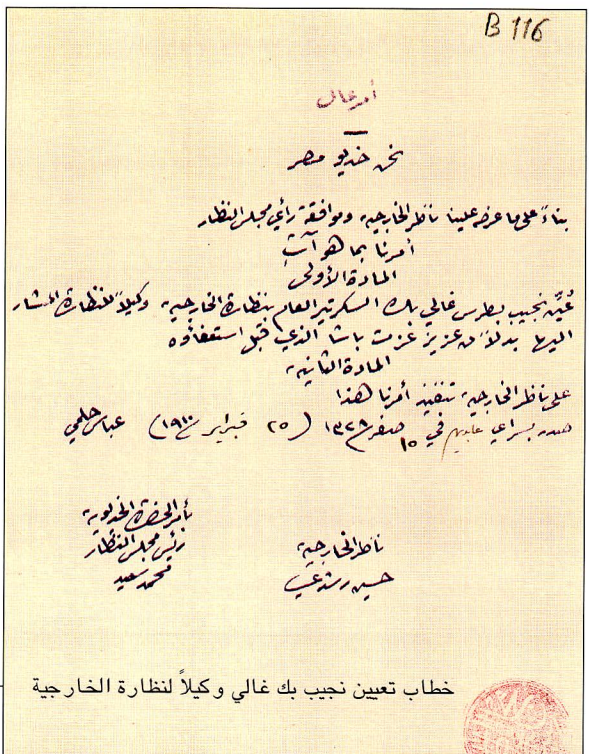 B 116
أمر عال
نحن خديو مصر
بناءً على ما عرضه علينا ناظر الخارجية وموافقة رأي مجلس النظار
أمرنا بما هو آتٍ
المادة الأولى
عُيِّن نجيب بطرس غالي بك السكرتير العام بنظارة الخارجية وكيلاً للنظارة المشار
اليها بدلاً من عزيز عزت باشا الذي قبل استعفاؤه
المادة الثانية
على ناظر الخارجية تنفيذ أمرنا هذا
صدر بسراي عابدين في ١٥ صفر ١٣٢٨ (٢٥ فبراير ١٩١٠) عباس حلمي
بأمر الحضرة الخديوية
رئيس مجلس النظار
محمد سعيد
ناظر الخارجية
حسين رشدي
خطاب تعيين نجيب بك غالي وكيلاً لنظارة الخارجية